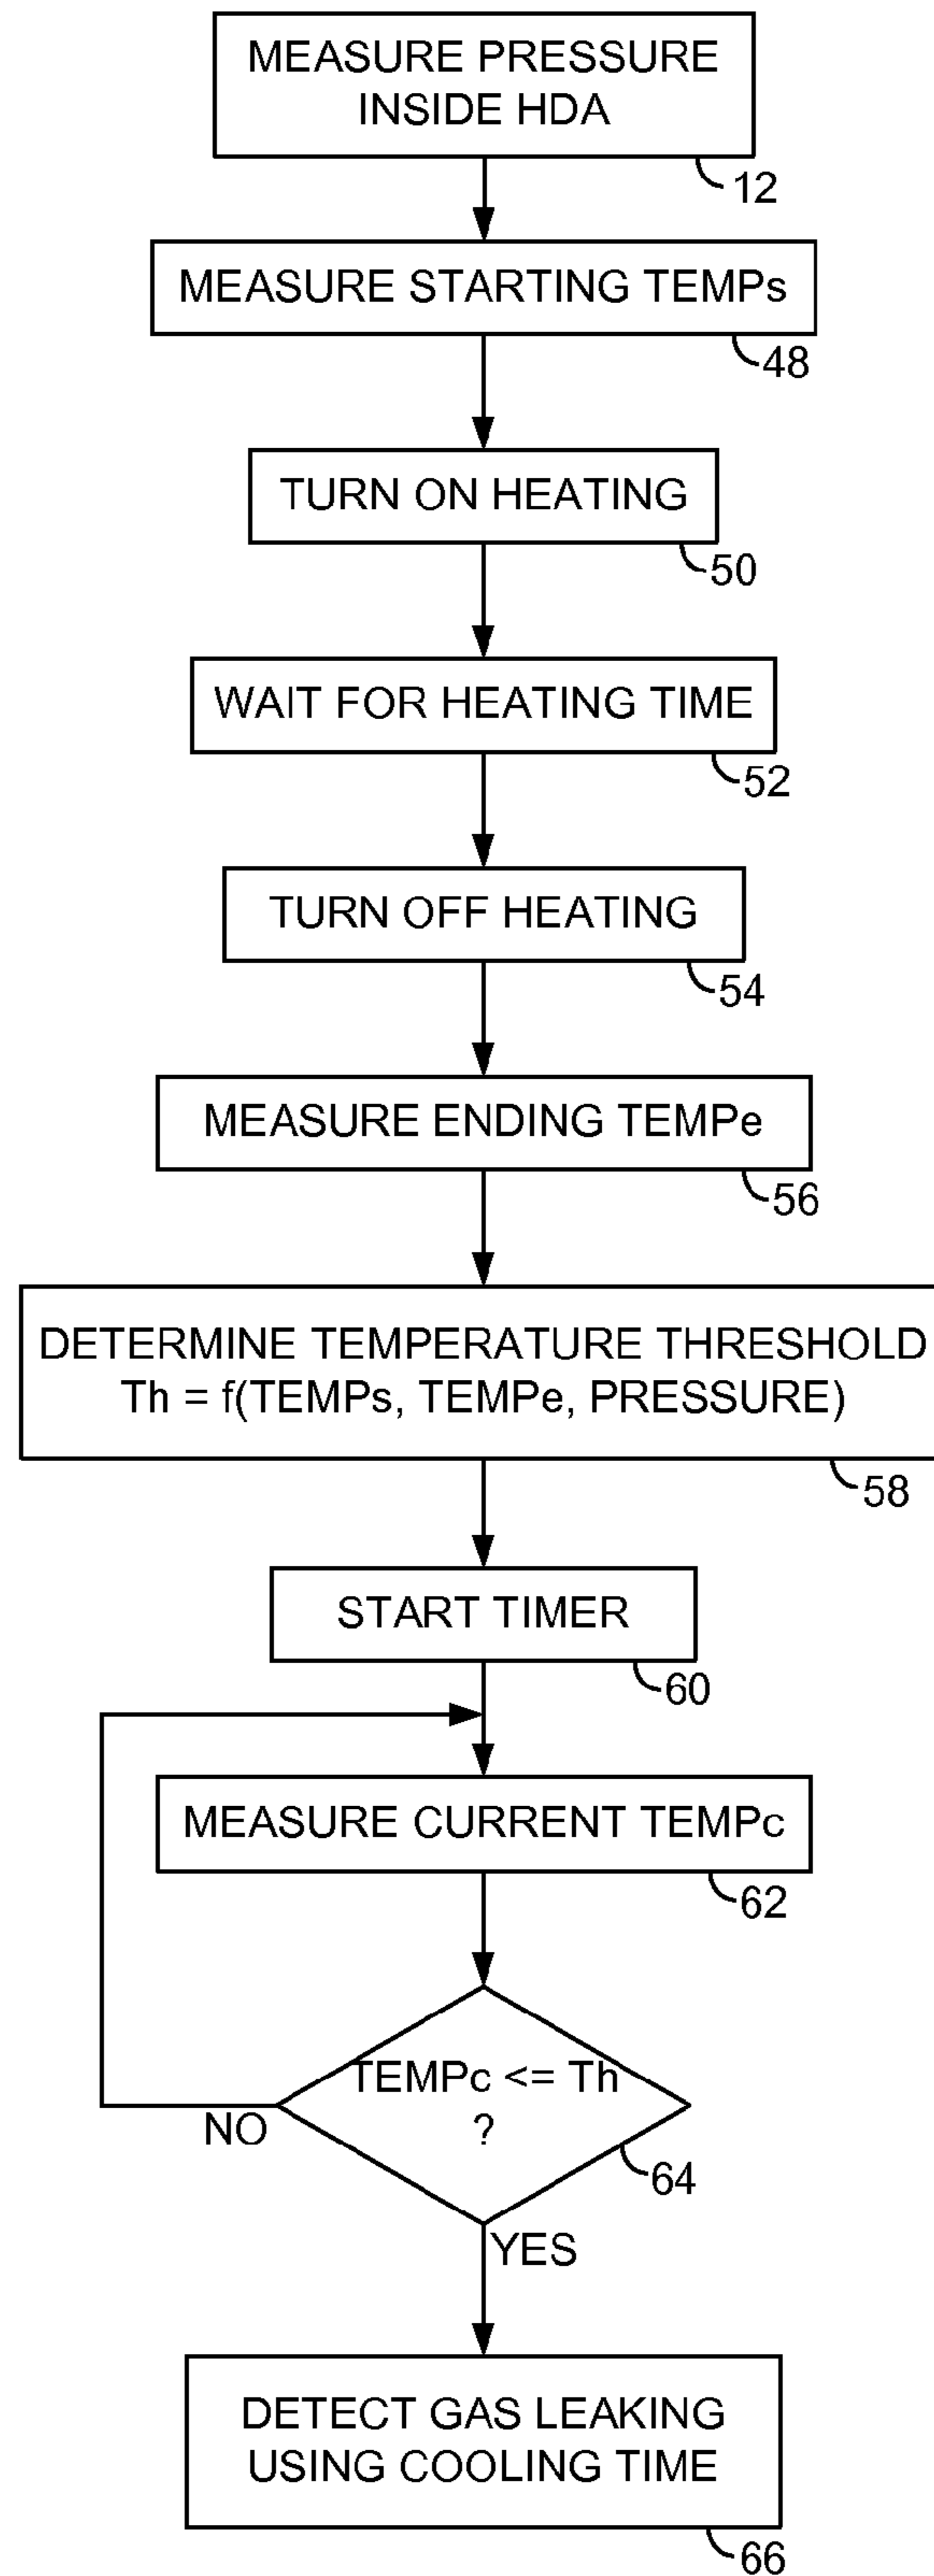 MEASURE PRESSURE
INSIDE HDA
12
MEASURE STARTING TEMPs
48
TURN ON HEATING
50
WAIT FOR HEATING TIME
52
TURN OFF HEATING
54
MEASURE ENDING TEMPe
56
DETERMINE TEMPERATURE THRESHOLD
Th = f(TEMPs, TEMPe, PRESSURE)
58
START TIMER
60
MEASURE CURRENT TEMPc
62
TEMPc <= Th
?
64
NO
YES
DETECT GAS LEAKING
USING COOLING TIME
66